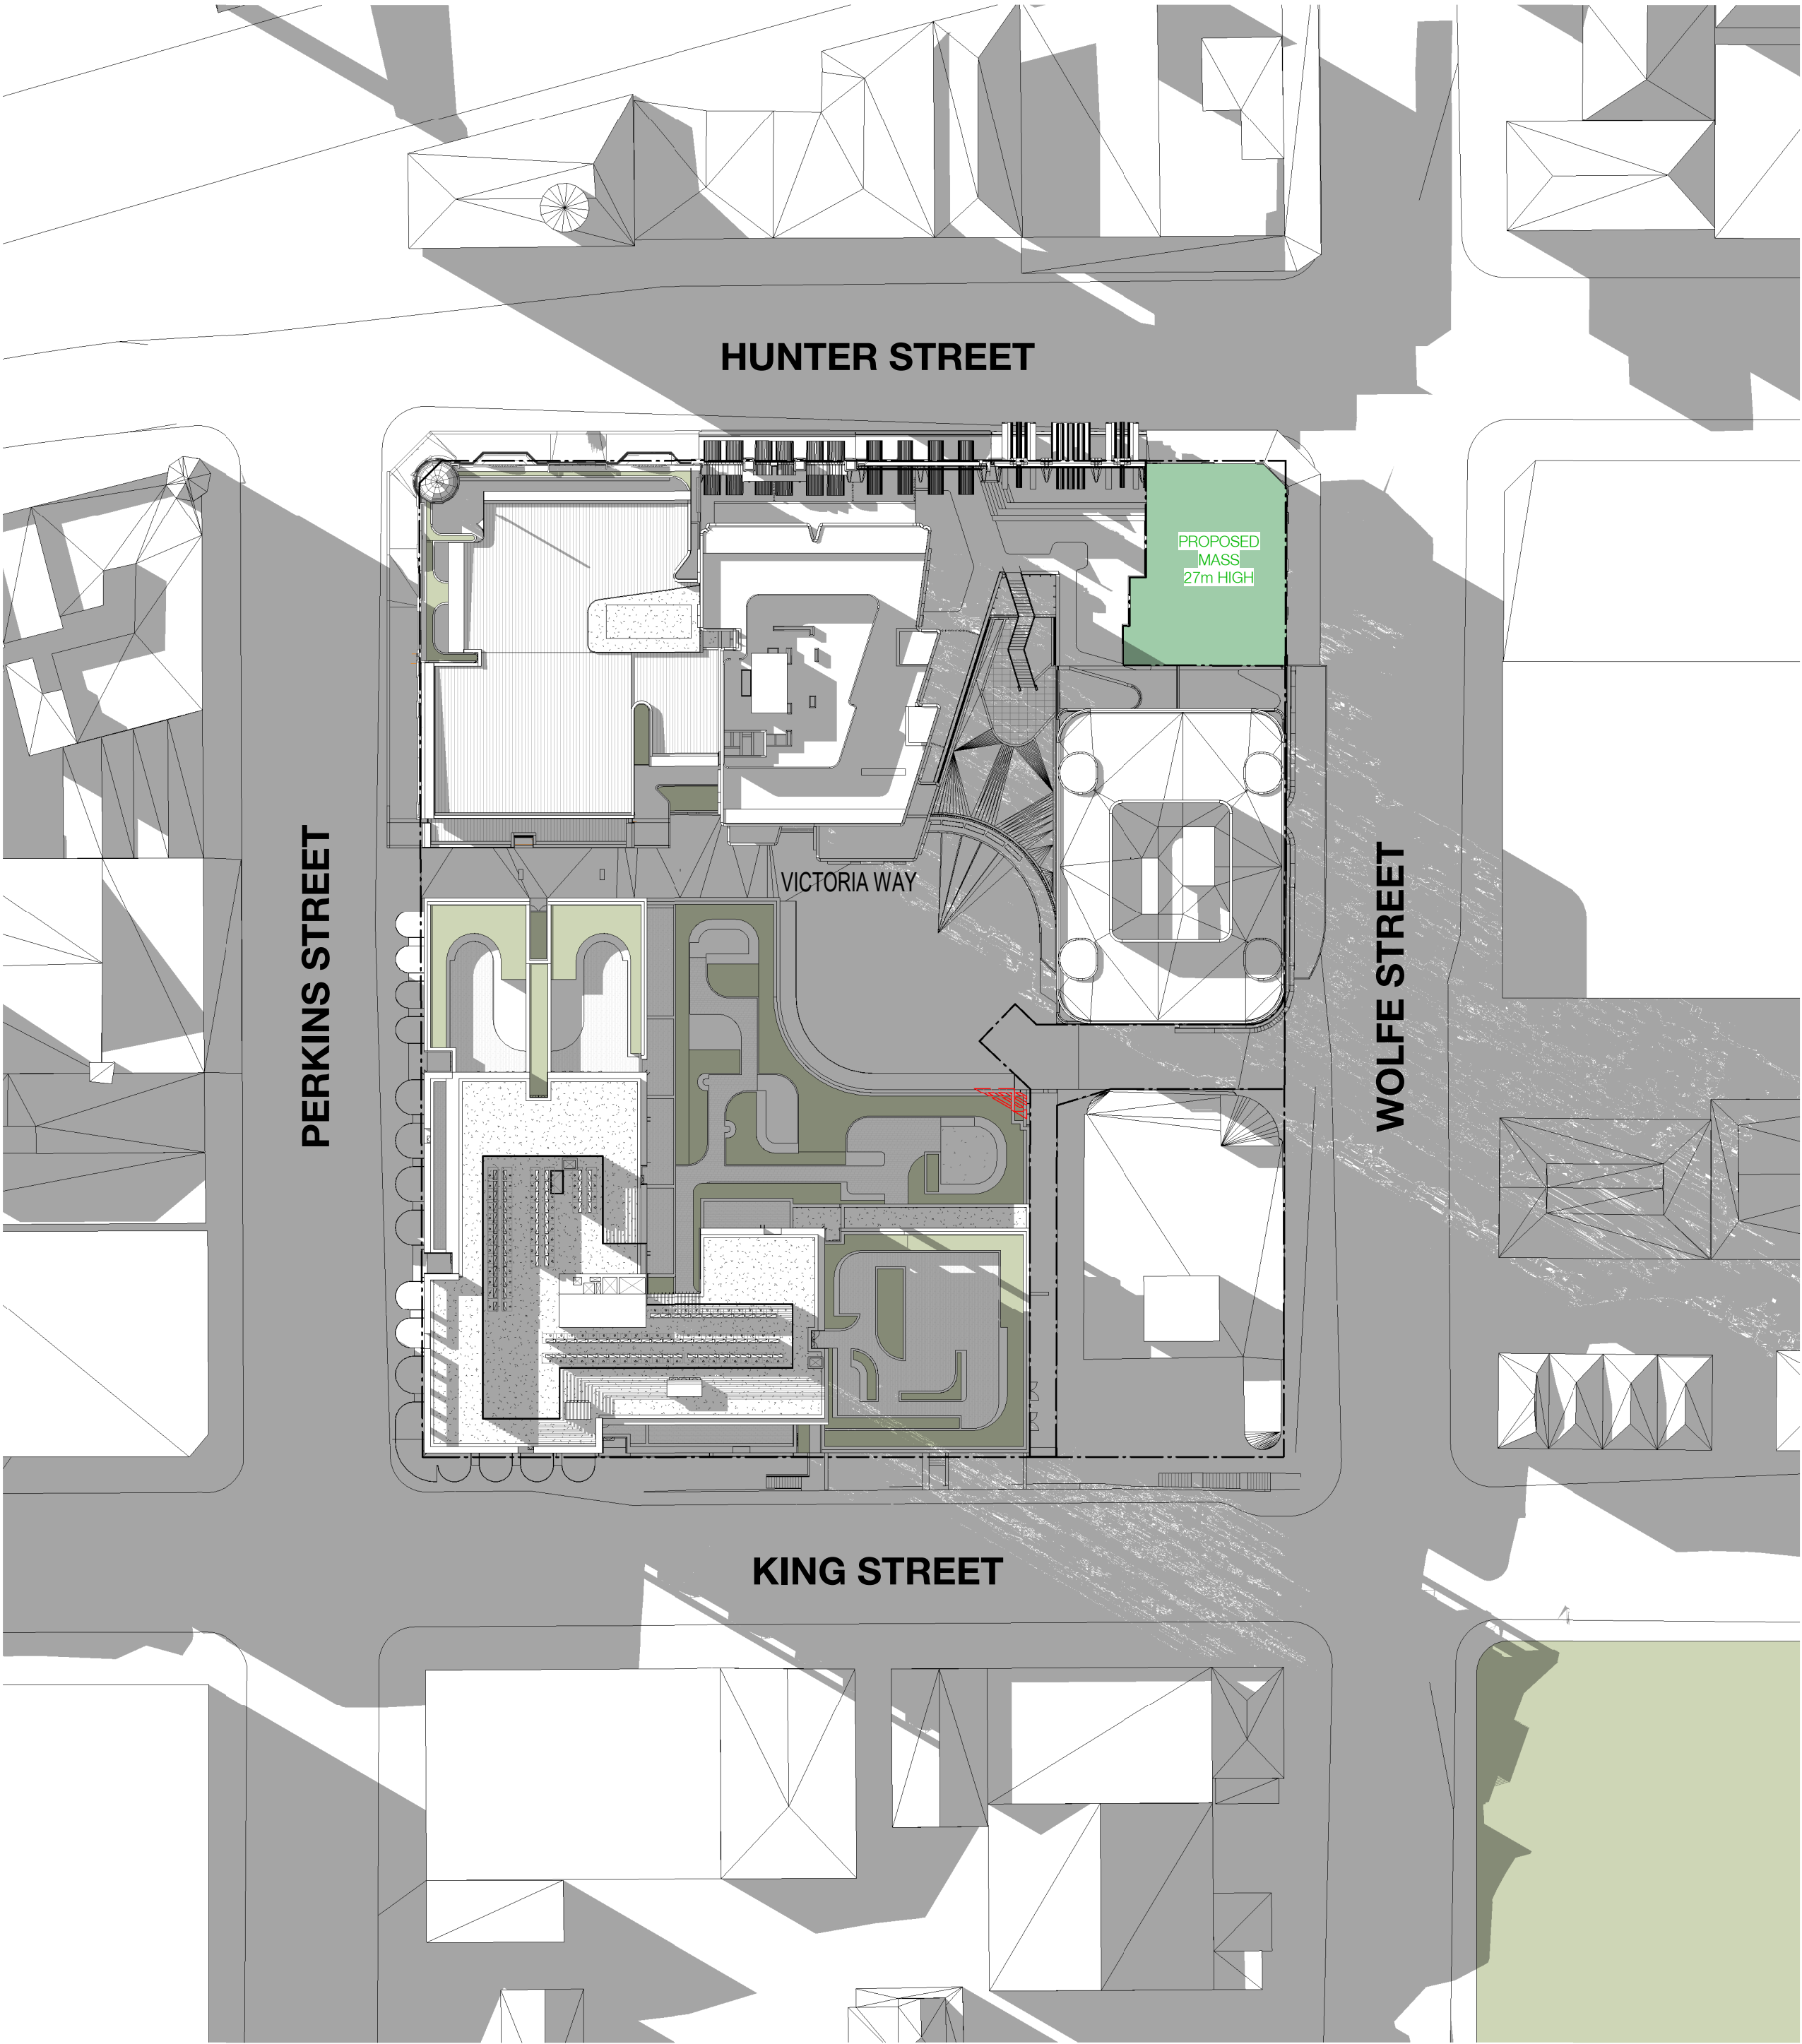 HUNTER STREET
PROPOSED
MASS
27m HIGH
PERKINS STREET
VICTORIA WAY
WOLFE STREET
KING STREET